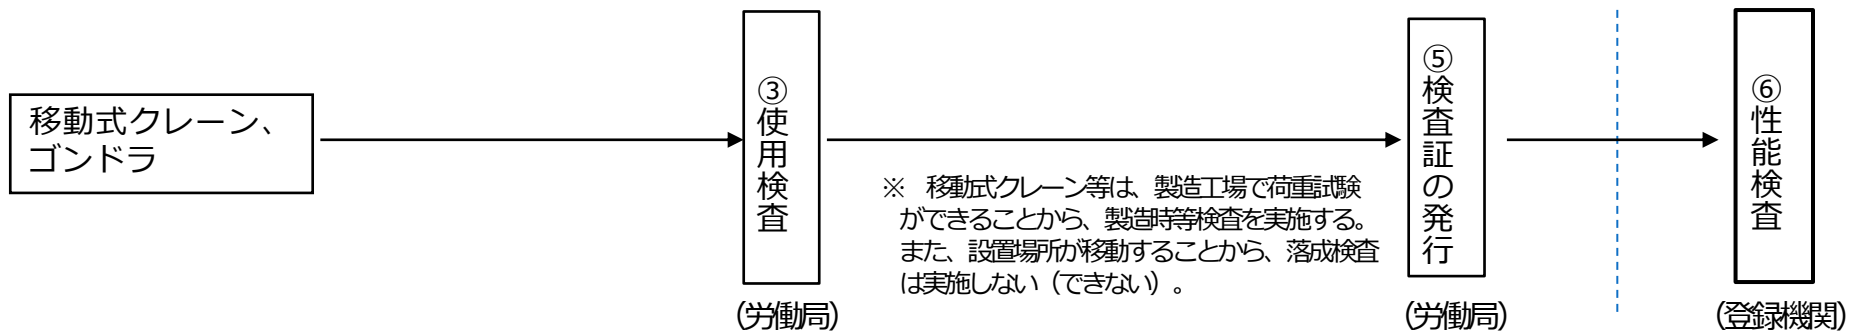 移動式クレーン、
ゴンドラ
③使用検査
(労働局)
※　移動式クレーン等は、製造工場で荷重試験
ができることから、製造時等検査を実施する。
また、設置場所が移動することから、落成検査
は実施しない（できない）。
⑤検査証の発行
(労働局)
⑥性能検査
(登録機関)